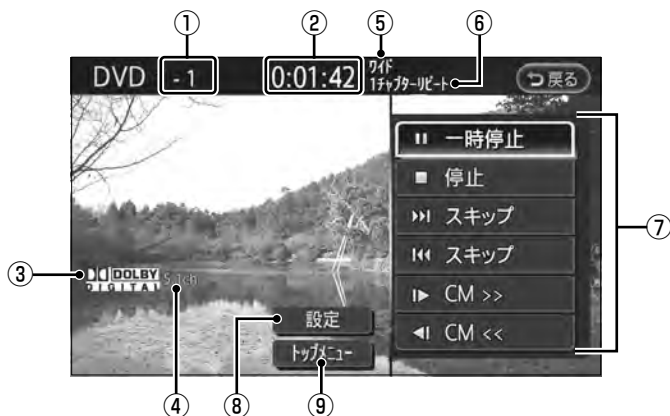 ① ② ⑤ ⑥
DVD -1 0:01:42 ワイド
1チャプターリピート
戻る
一時停止
停止
スキップ
スキップ
CM >>
CM <<
⑦
③ DOLBY
DIGITAL
5.1ch
設定
トップメニュー
④ ⑧ ⑨